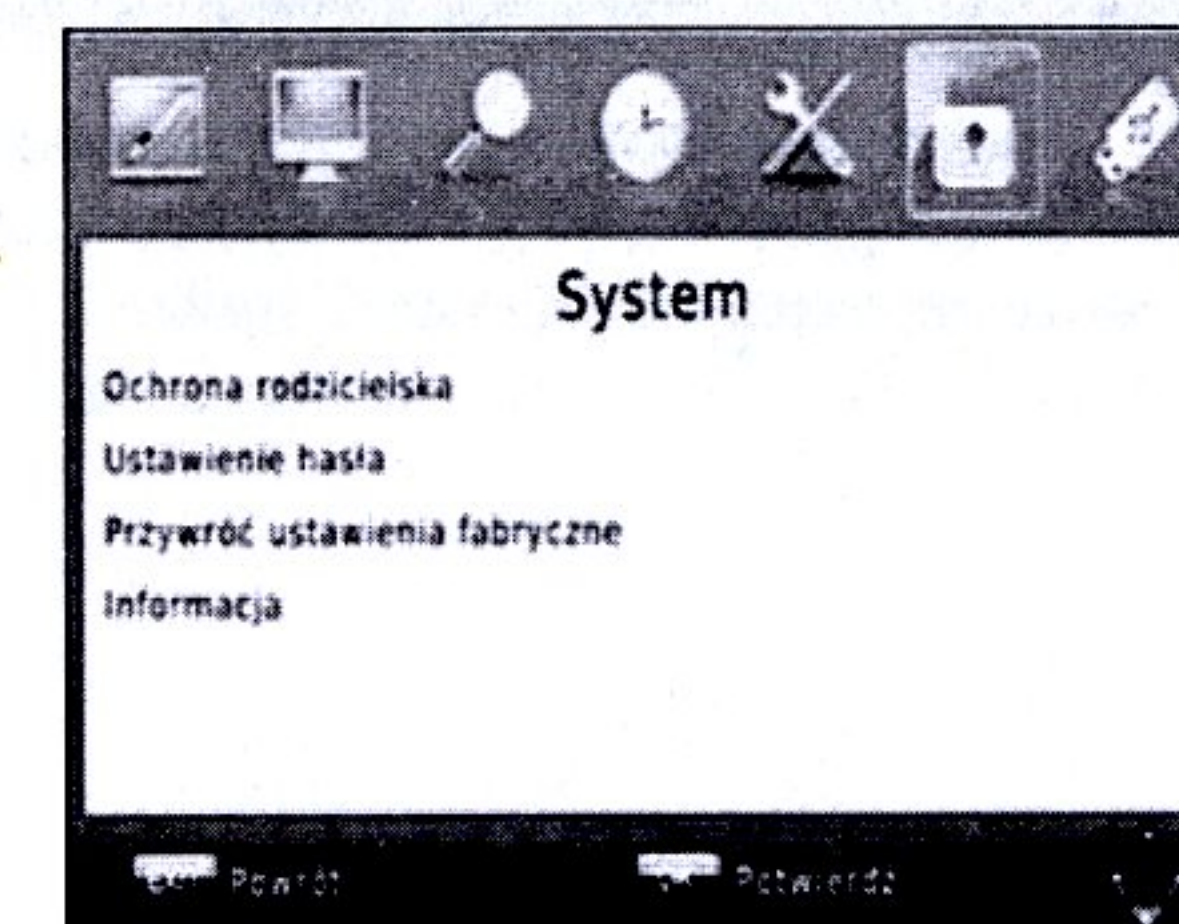 System
Ochrona rodzicielska
Ustawienie hasła
Przywróć ustawienia fabryczne
Informacja
Powrót Potwierdź